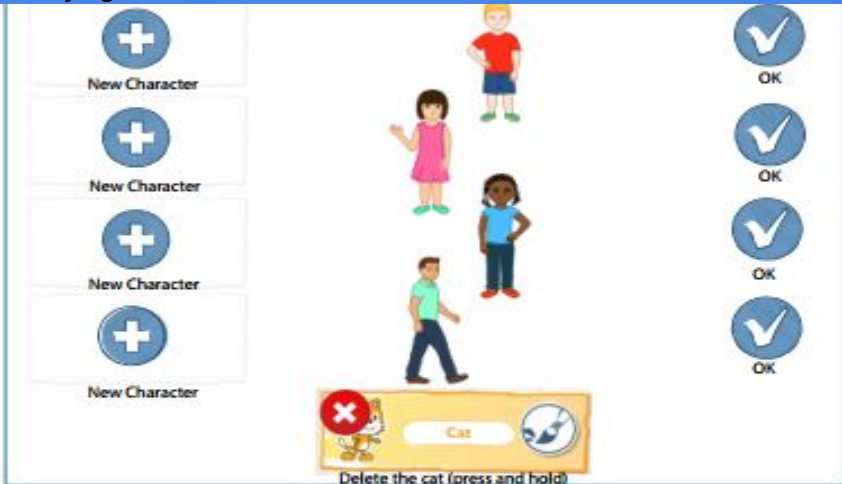 New Character
OK
New Character
OK
New Character
OK
New Character
OK
Cat
Delete the cat (press and hold)